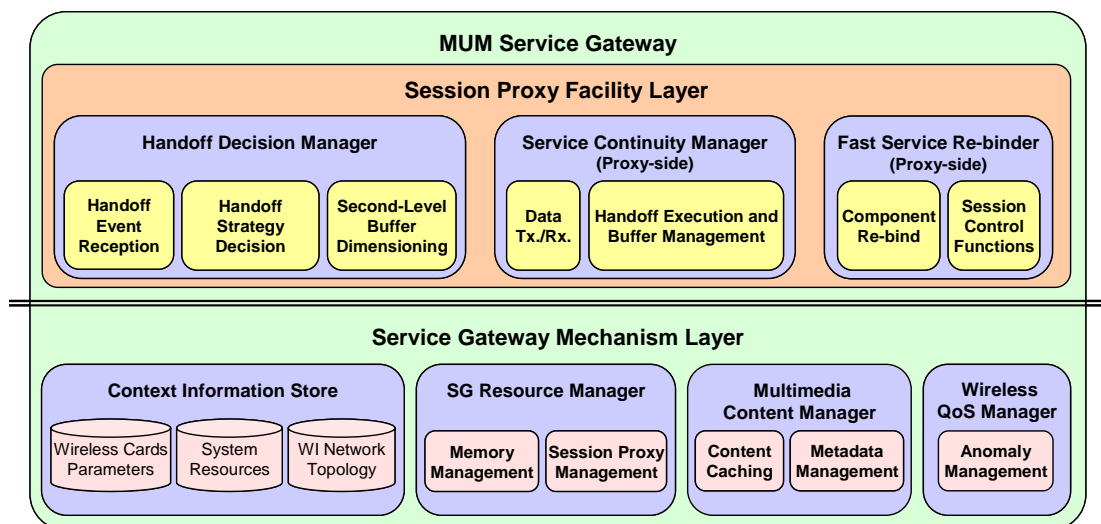 MUM Service Gateway
Session Proxy Facility Layer
Handoff Decision Manager
Handoff
Event
Reception
Handoff
Strategy
Decision
Second-Level
Buffer
Dimensioning
Service Continuity Manager
(Proxy-side)
Data
Tx./Rx.
Handoff Execution and
Buffer Management
Fast Service Re-binder
(Proxy-side)
Component
Re-bind
Session
Control
Functions
Service Gateway Mechanism Layer
Context Information Store
Wireless Cards
Parameters
System
Resources
WI Network
Topology
SG Resource Manager
Memory
Management
Session Proxy
Management
Multimedia
Content Manager
Content
Caching
Metadata
Management
Wireless
QoS Manager
Anomaly
Management